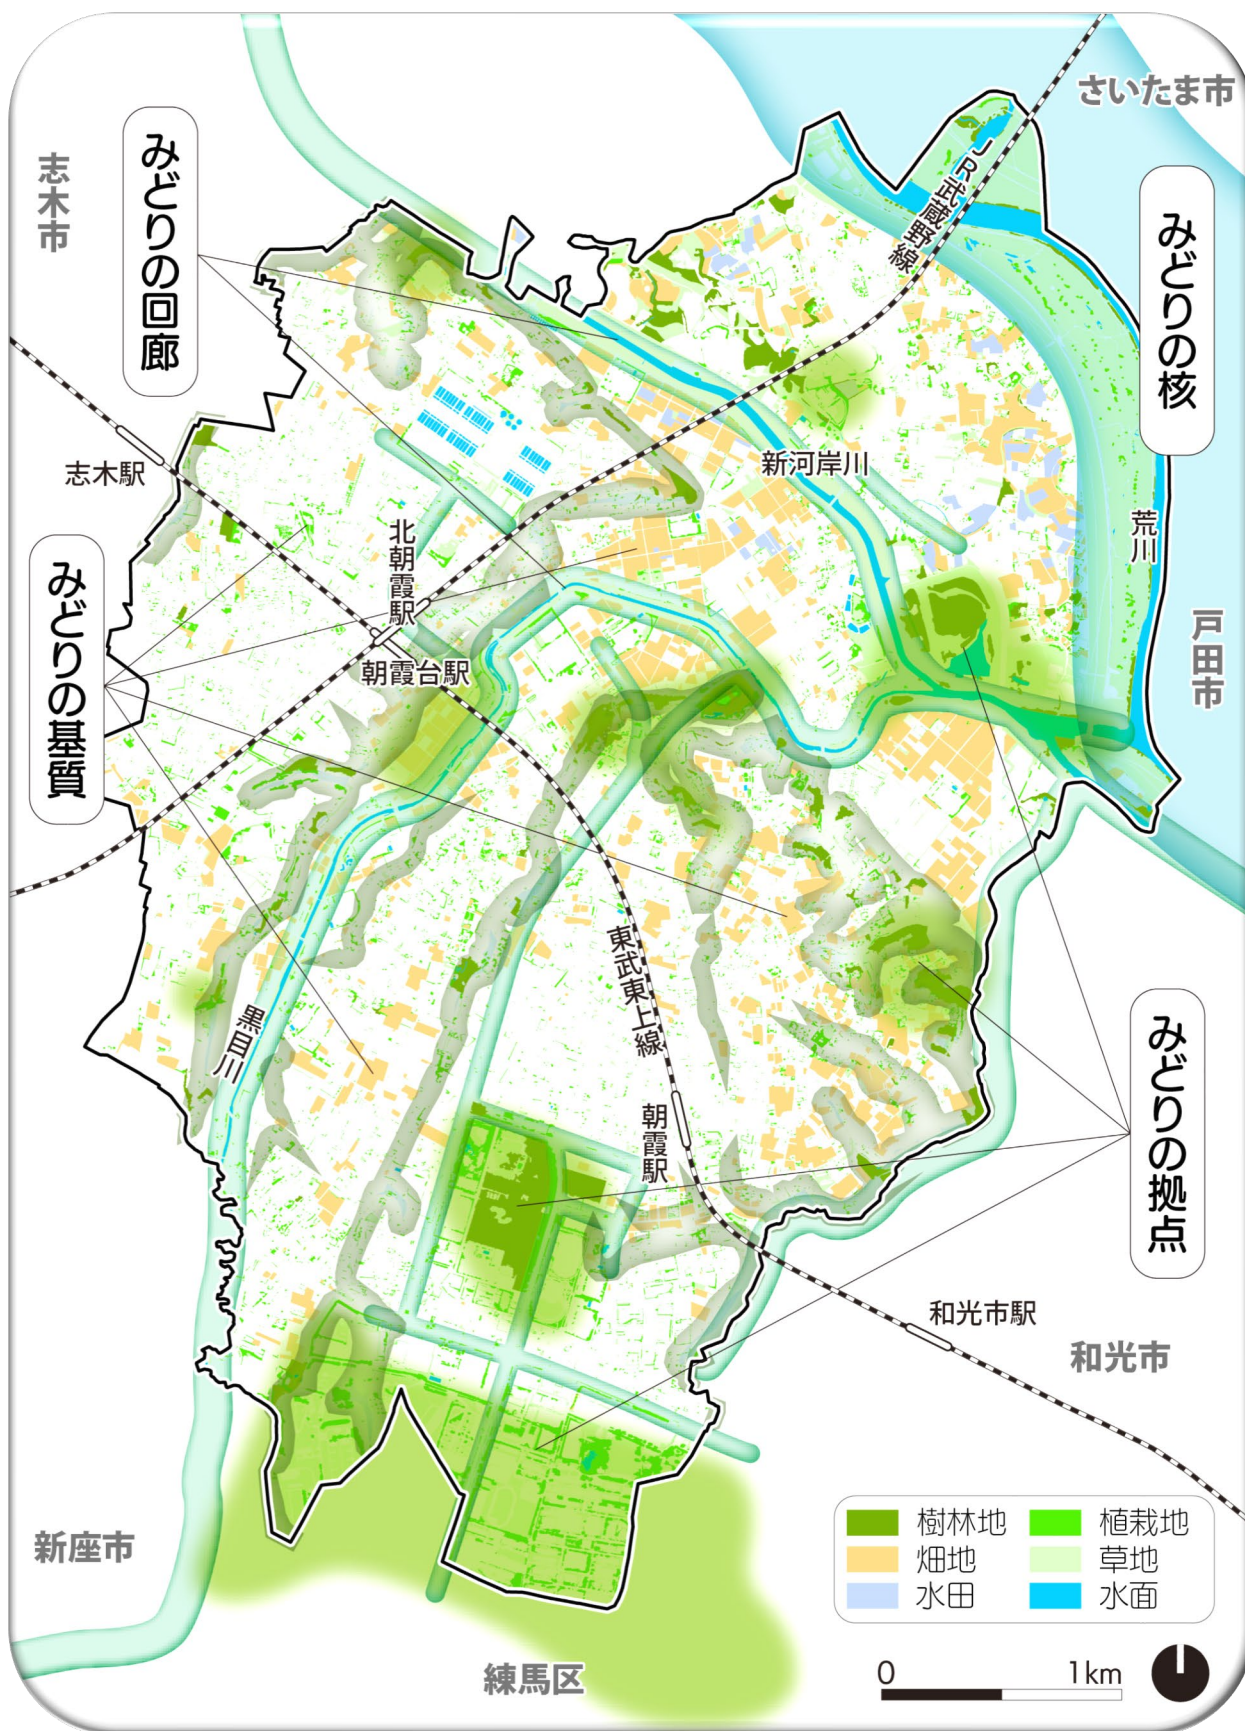 さいたま市
志木市
みどりの回廊
JR武蔵野線
みどりの核
志木駅
新河岸川
北朝霞駅
荒川
みどりの基質
朝霞台駅
戸田市
東武東上線
黒目川
みどりの拠点
朝霞駅
和光市駅
和光市
新座市
練馬区
樹林地
植栽地
畑地
草地
水田
水面
0 1km